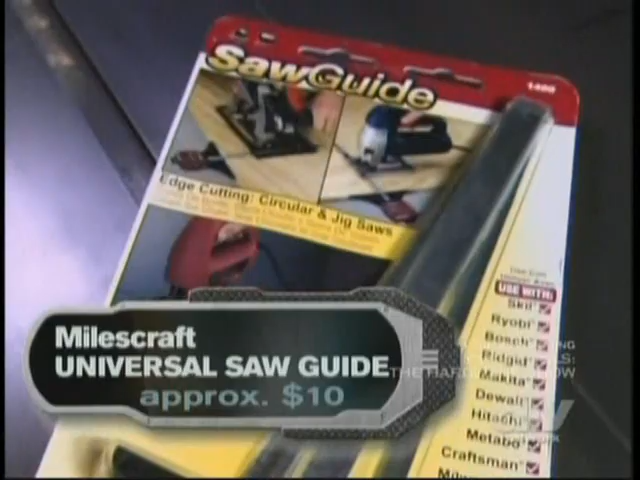 SawGuide
1400
Edge Cutting: Circular & Jig Saws
USE WITH:
Skil
Ryobi
Bosch
Ridgid
Makita
Dewalt
Hitachi
Metabo
Craftsman
Milescraft
UNIVERSAL SAW GUIDE
approx. $10